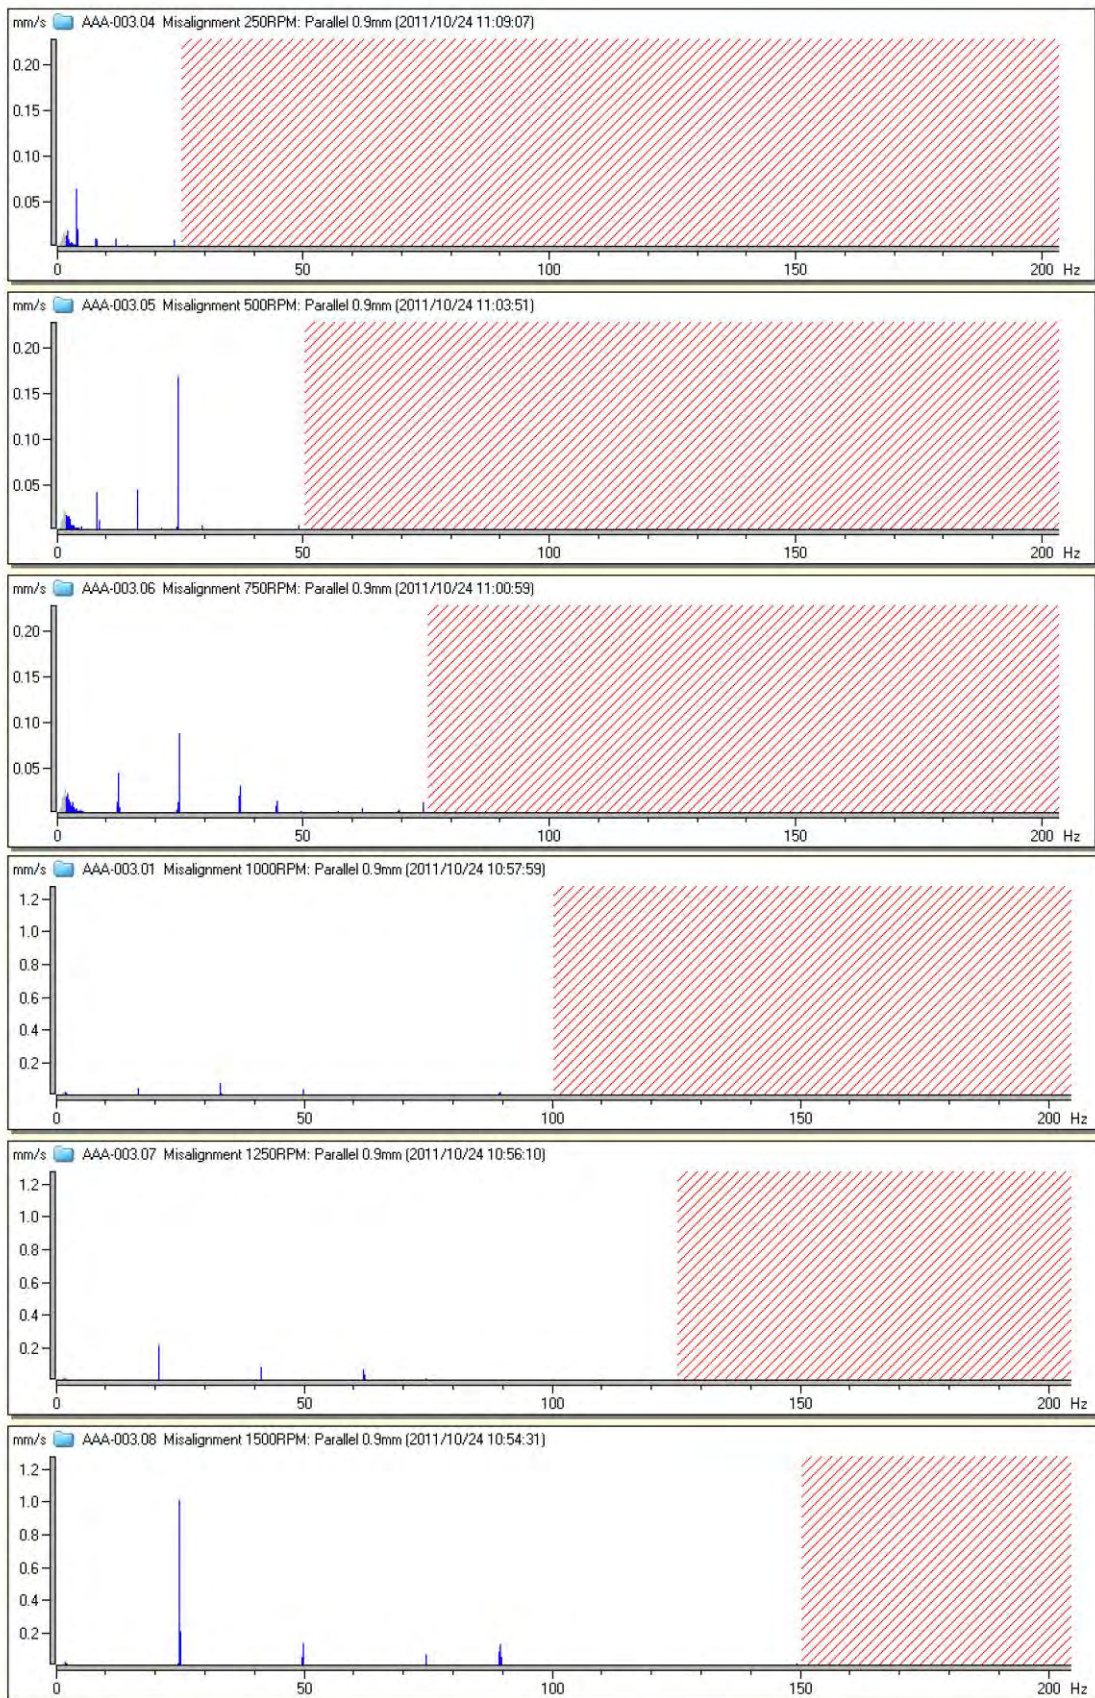 mm/s AAA-003.04 Misalignment 250RPM: Parallel 0.9mm (2011/10/24 11:09:07)
0.20
0.15
0.10
0.05
0 50 100 150 200 Hz
mm/s AAA-003.05 Misalignment 500RPM: Parallel 0.9mm (2011/10/24 11:03:51)
0.20
0.15
0.10
0.05
0 50 100 150 200 Hz
mm/s AAA-003.06 Misalignment 750RPM: Parallel 0.9mm (2011/10/24 11:00:59)
0.20
0.15
0.10
0.05
0 50 100 150 200 Hz
mm/s AAA-003.01 Misalignment 1000RPM: Parallel 0.9mm (2011/10/24 10:57:59)
1.2
1.0
0.8
0.6
0.4
0.2
0 50 100 150 200 Hz
mm/s AAA-003.07 Misalignment 1250RPM: Parallel 0.9mm (2011/10/24 10:56:10)
1.2
1.0
0.8
0.6
0.4
0.2
0 50 100 150 200 Hz
mm/s AAA-003.08 Misalignment 1500RPM: Parallel 0.9mm (2011/10/24 10:54:31)
1.2
1.0
0.8
0.6
0.4
0.2
0 50 100 150 200 Hz